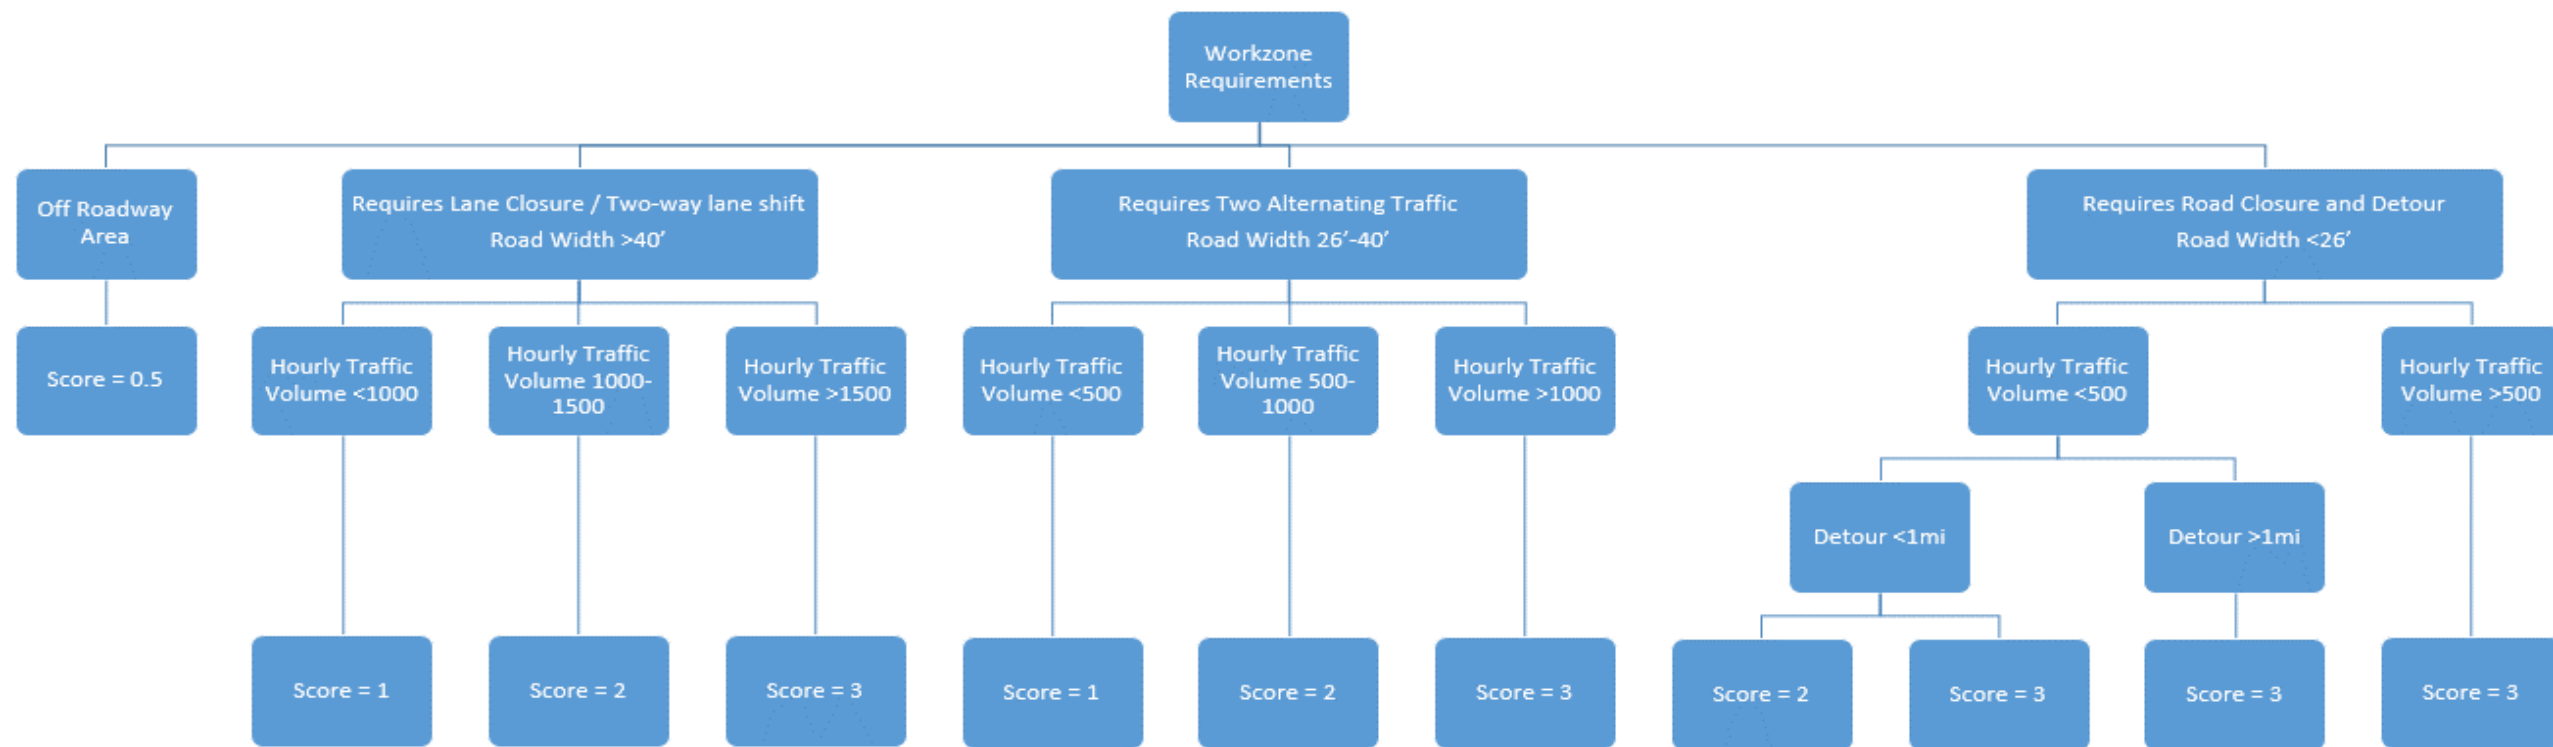 Workzone
Requirements
Off Roadway
Area
Requires Lane Closure / Two-way lane shift
Road Width >40’
Requires Two Alternating Traffic
Road Width 26’-40’
Requires Road Closure and Detour
Road Width <26’
Score = 0.5
Hourly Traffic
Volume <1000
Hourly Traffic
Volume 1000-
1500
Hourly Traffic
Volume >1500
Hourly Traffic
Volume <500
Hourly Traffic
Volume 500-
1000
Hourly Traffic
Volume >1000
Hourly Traffic
Volume <500
Hourly Traffic
Volume >500
Detour <1mi
Detour >1mi
Score = 1
Score = 2
Score = 3
Score = 1
Score = 2
Score = 3
Score = 2
Score = 3
Score = 3
Score = 3